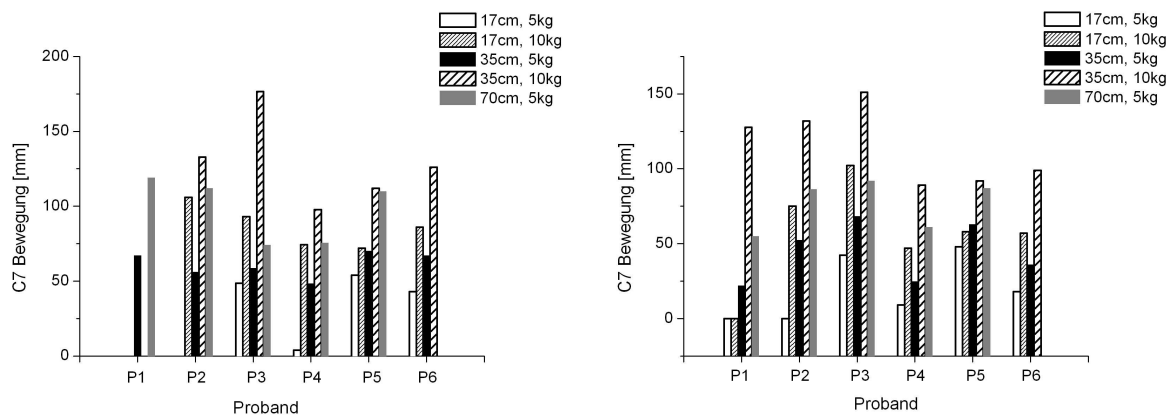 17cm, 5kg
17cm, 10kg
35cm, 5kg
35cm, 10kg
70cm, 5kg
200
150
100
50
0
C7 Bewegung [mm]
P1 P2 P3 P4 P5 P6
Proband
17cm, 5kg
17cm, 10kg
35cm, 5kg
35cm, 10kg
70cm, 5kg
150
100
50
0
C7 Bewegung [mm]
P1 P2 P3 P4 P5 P6
Proband